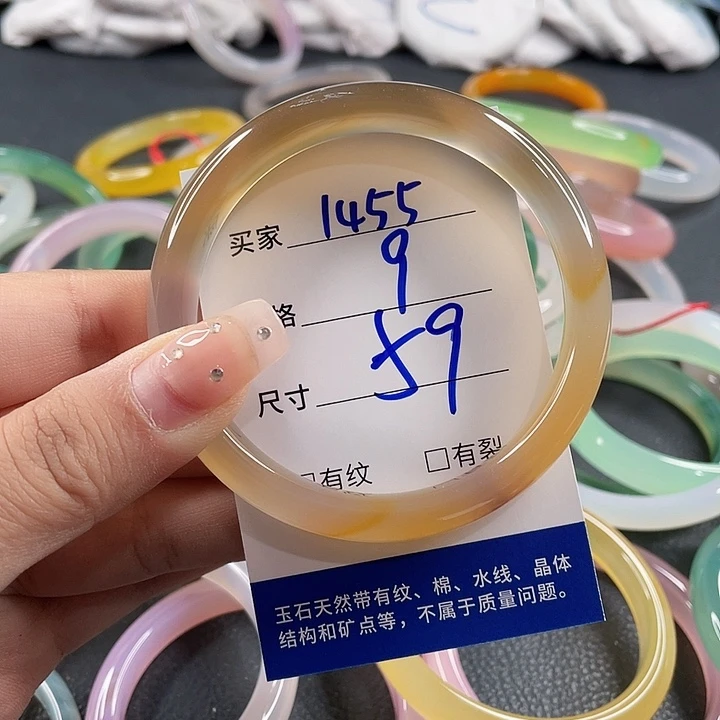 买家 1455
格 9
尺寸 59
□有纹 □有裂
玉石天然带有纹、棉、水线、晶体
结构和矿点等，不属于质量问题。